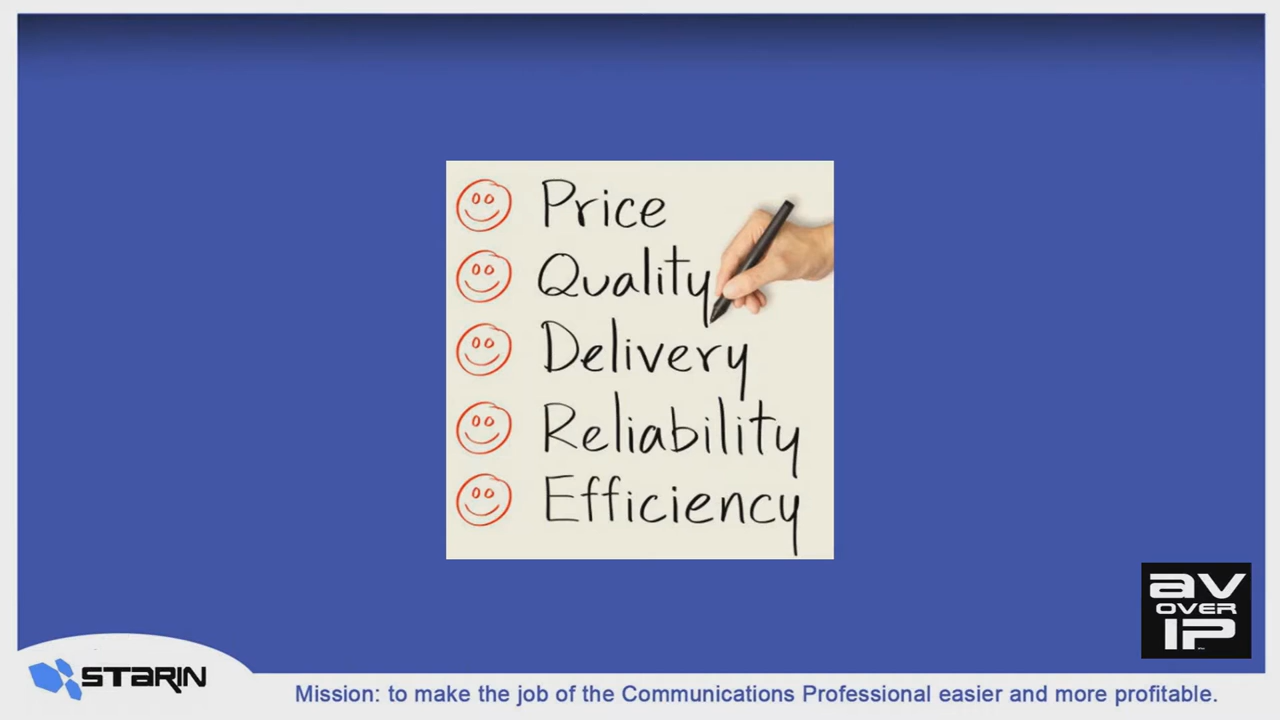 Price
Quality
Delivery
Reliability
Efficiency
av
OVER
IP
STARIN
Mission: to make the job of the Communications Professional easier and more profitable.